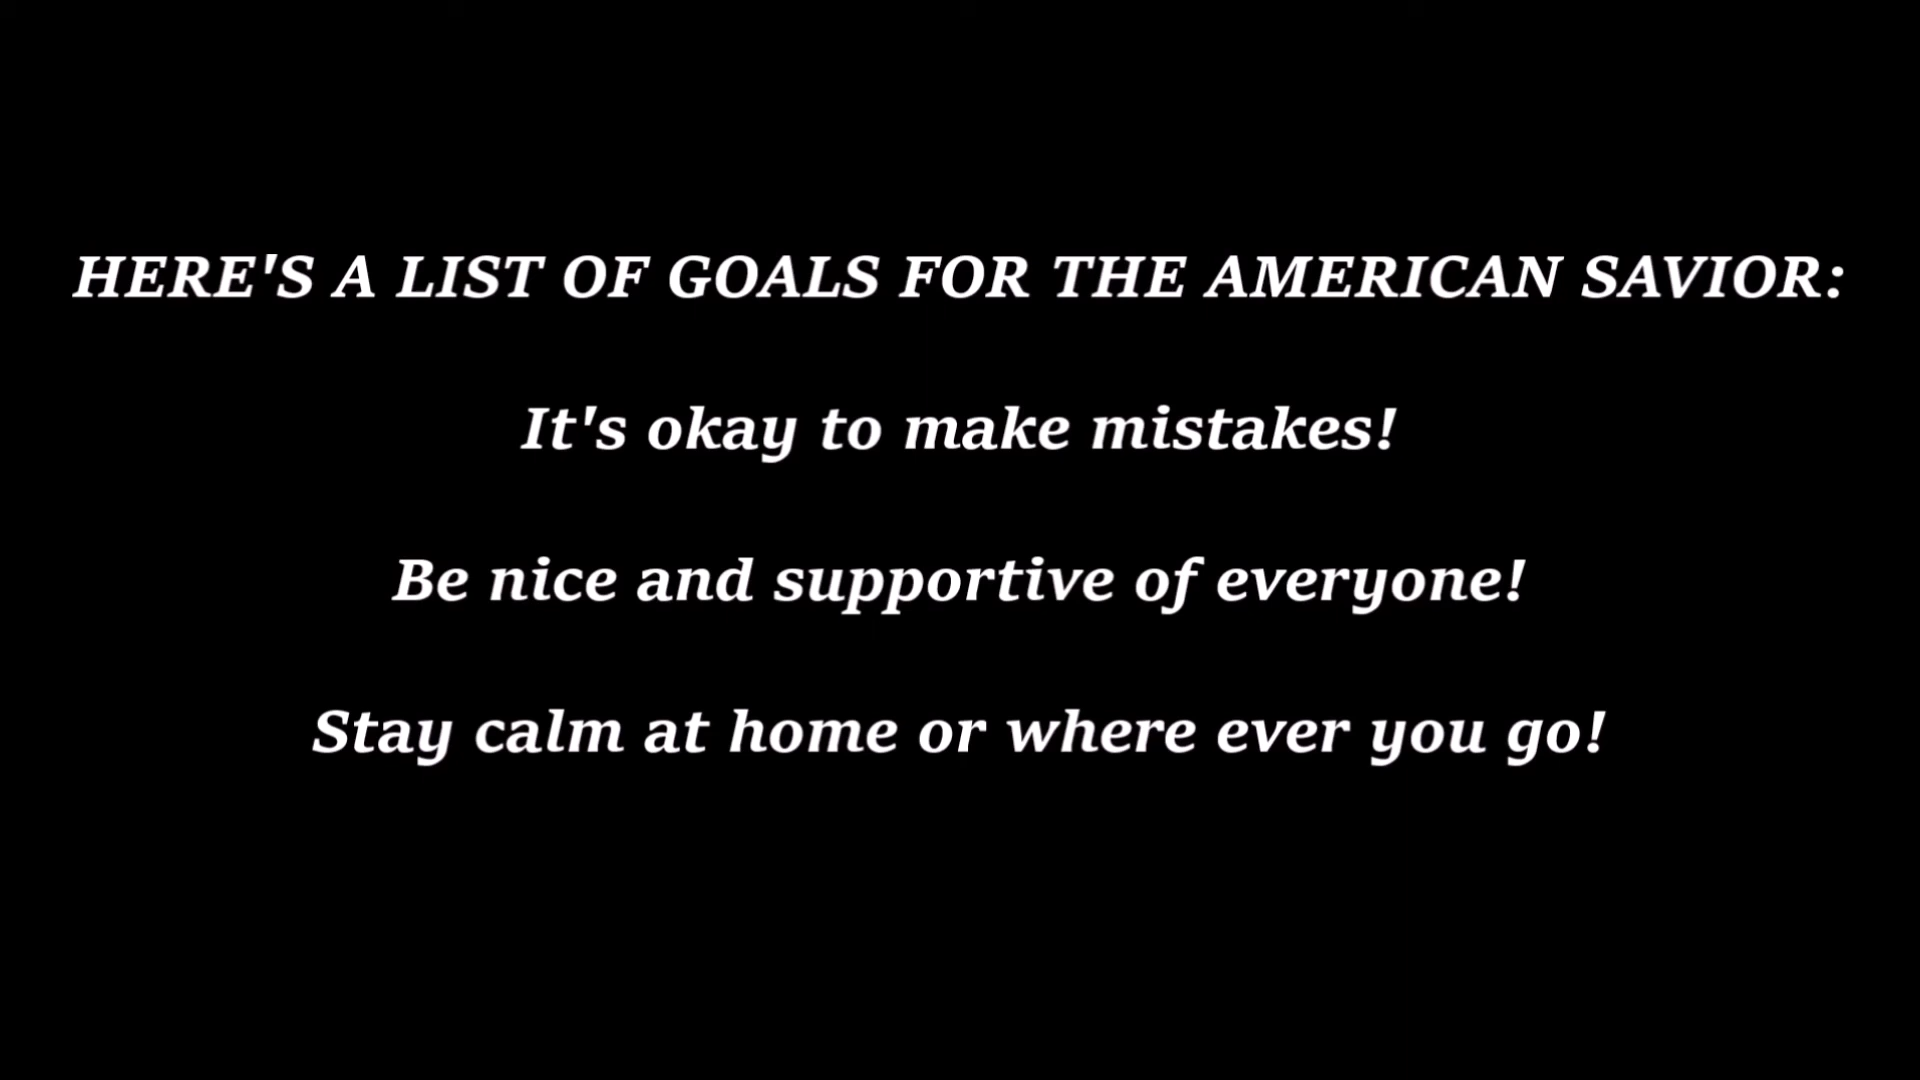 HERE'S A LIST OF GOALS FOR THE AMERICAN SAVIOR:
It's okay to make mistakes!
Be nice and supportive of everyone!
Stay calm at home or where ever you go!